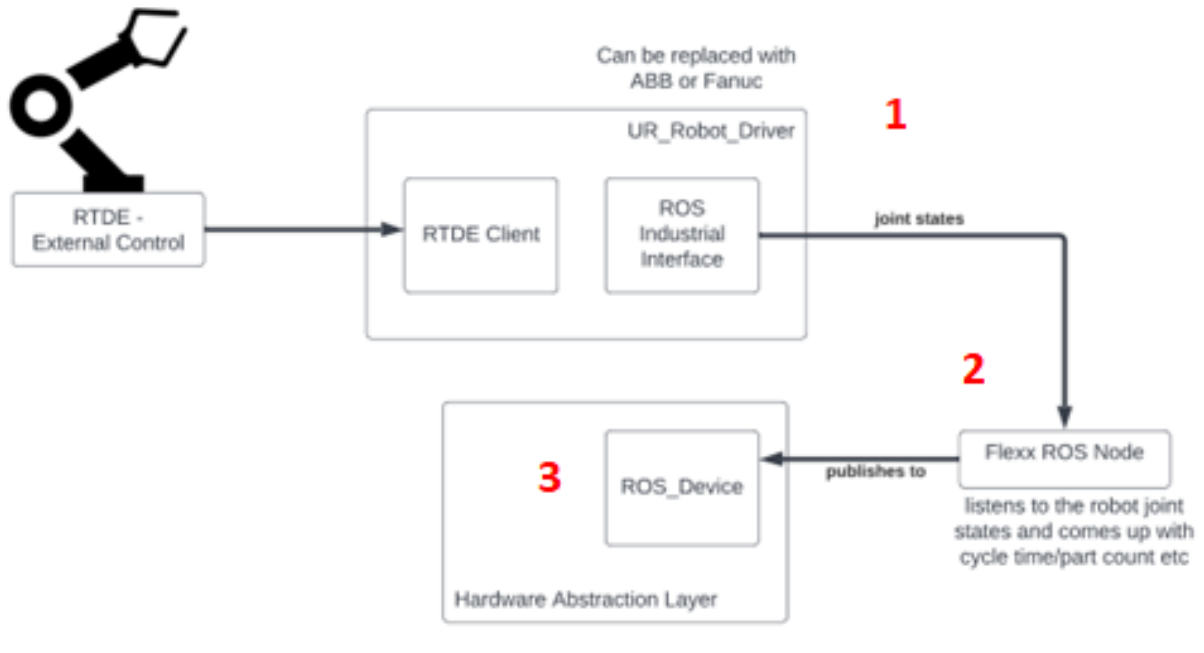 Can be replaced with
ABB or Fanuc
1
UR_Robot_Driver
RTDE -
External Control
RTDE Client
ROS
Industrial
Interface
joint states
2
3
ROS_Device
publishes to
Flexx ROS Node
listens to the robot joint
states and comes up with
cycle time/part count etc
Hardware Abstraction Layer